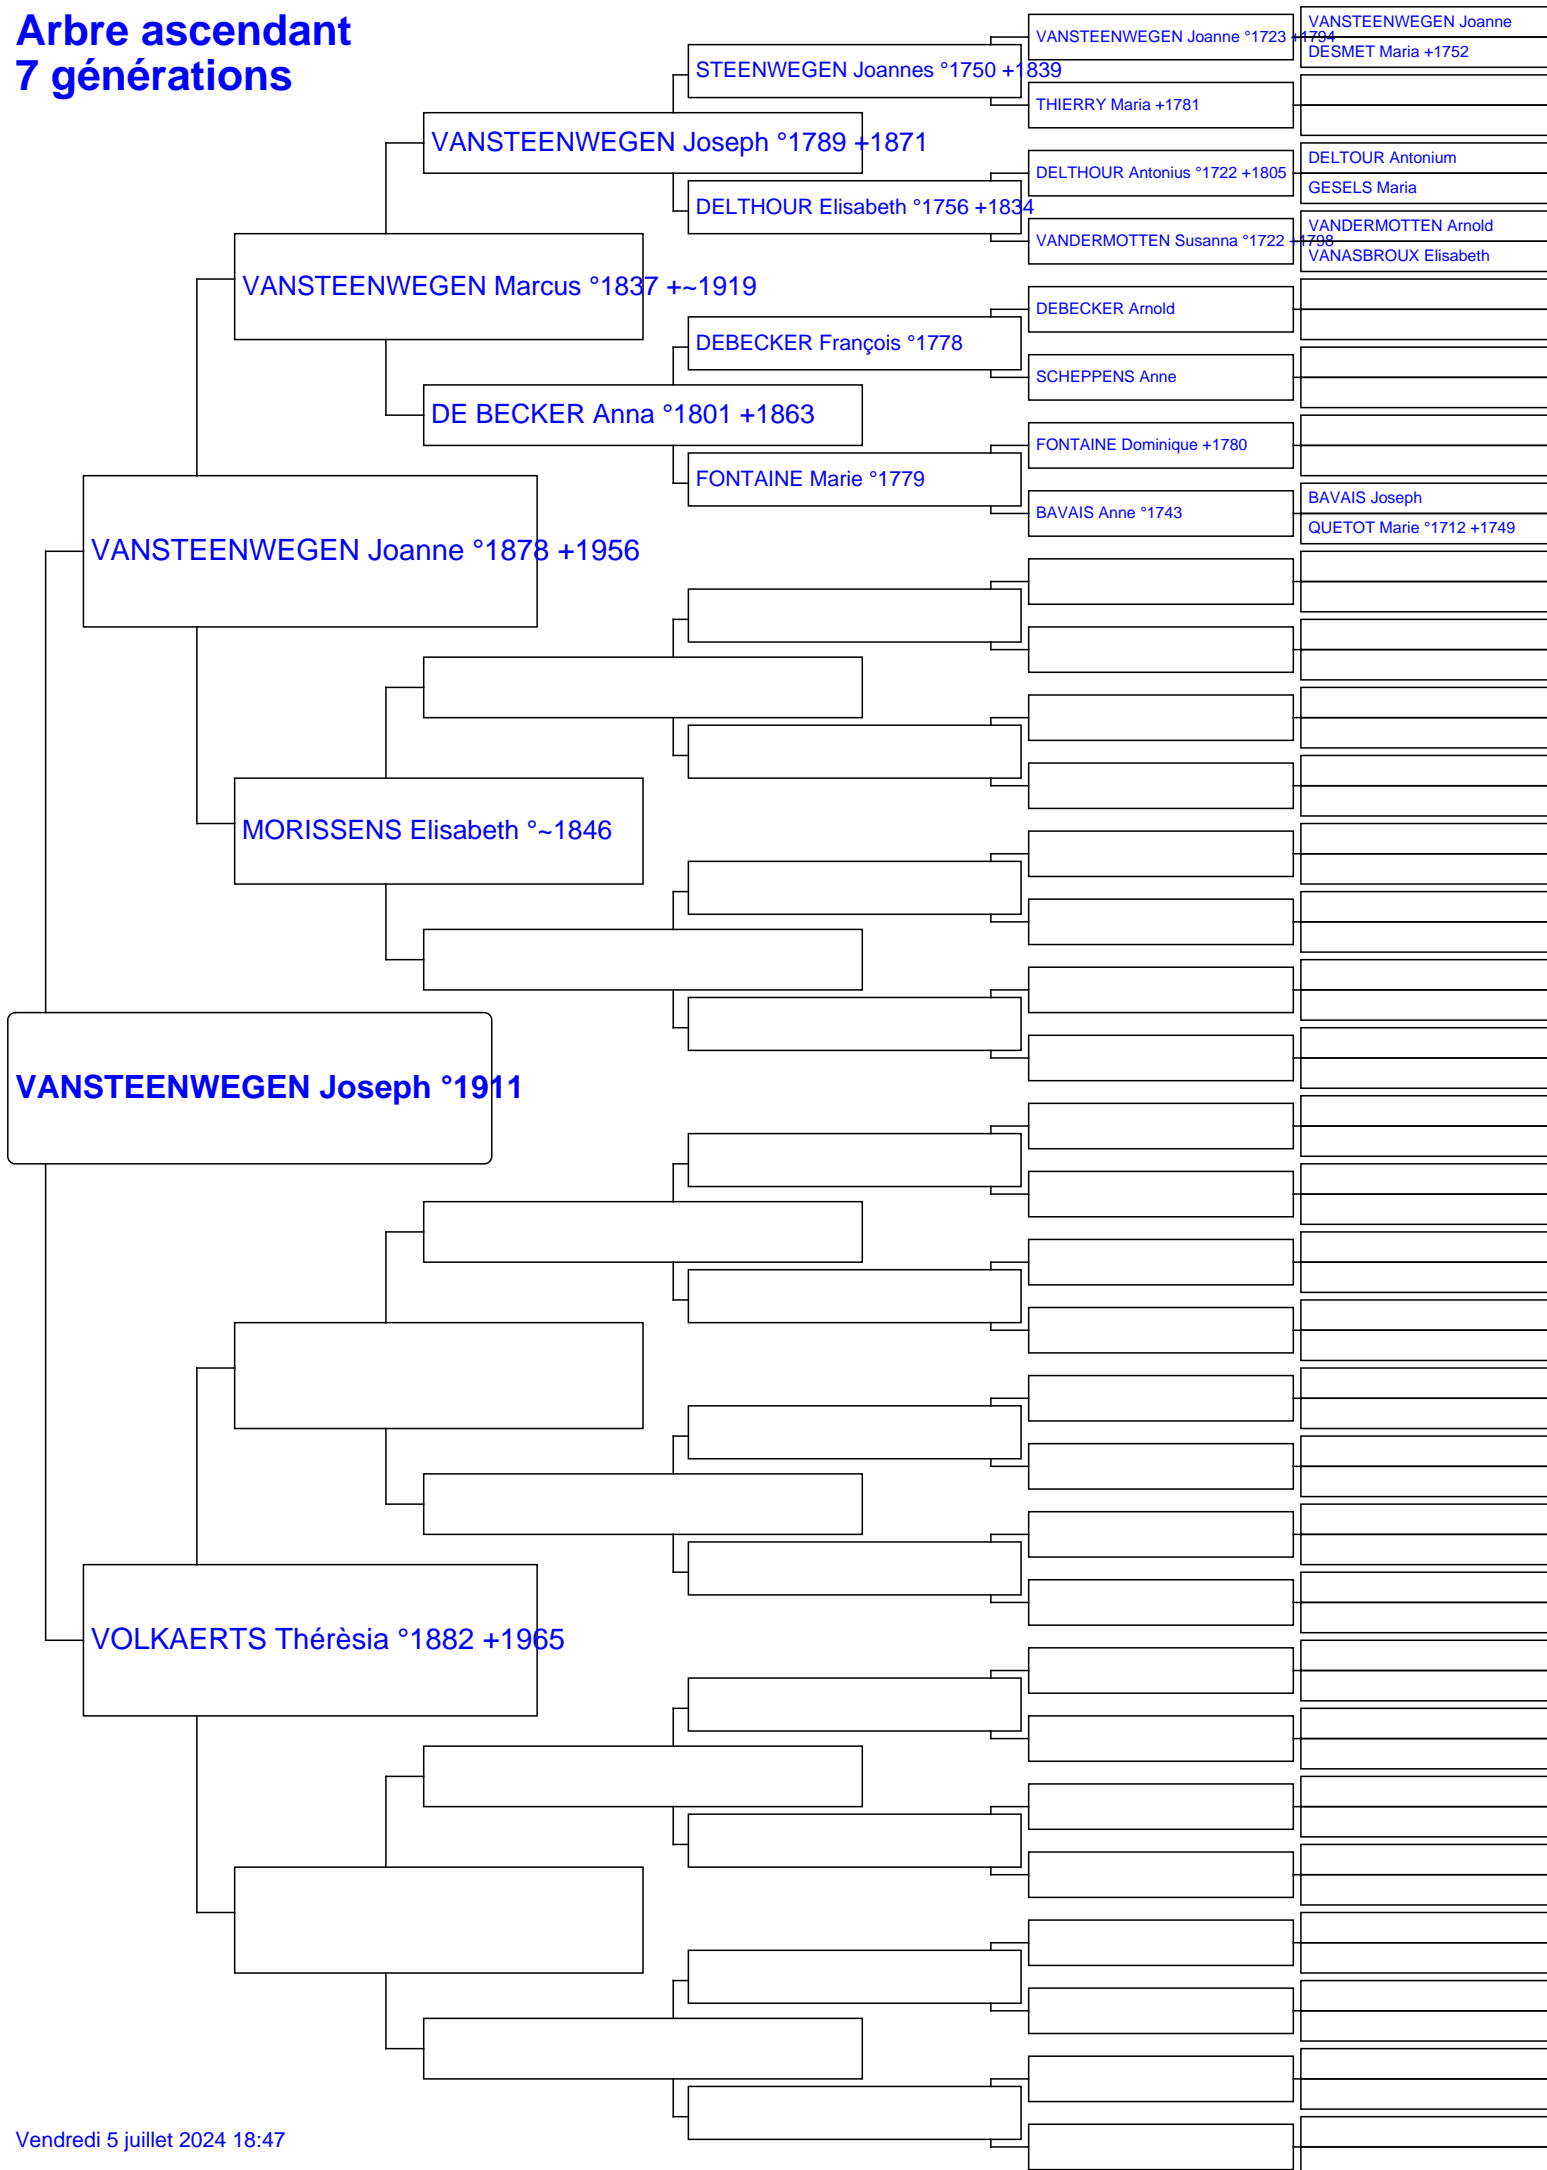 Arbre ascendant
7 générations
VANSTEENWEGEN Joseph °1911
VANSTEENWEGEN Joanne °1878 +1956
VOLKAERTS Thérèsia °1882 +1965
VANSTEENWEGEN Marcus °1837 +~1919
MORISSENS Elisabeth °~1846
VANSTEENWEGEN Joseph °1789 +1871
DE BECKER Anna °1801 +1863
STEENWEGEN Joannes °1750 +1839
DELTHOUR Elisabeth °1756 +1834
DEBECKER François °1778
FONTAINE Marie °1779
VANSTEENWEGEN Joanne °1723 +1794
THIERRY Maria +1781
DELTHOUR Antonius °1722 +1805
VANDERMOTTEN Susanna °1722 +1798
DEBECKER Arnold
SCHEPPENS Anne
FONTAINE Dominique +1780
BAVAIS Anne °1743
VANSTEENWEGEN Joanne
DESMET Maria +1752
DELTOUR Antonium
GESELS Maria
VANDERMOTTEN Arnold
VANASBROUX Elisabeth
BAVAIS Joseph
QUETOT Marie °1712 +1749
Vendredi 5 juillet 2024 18:47